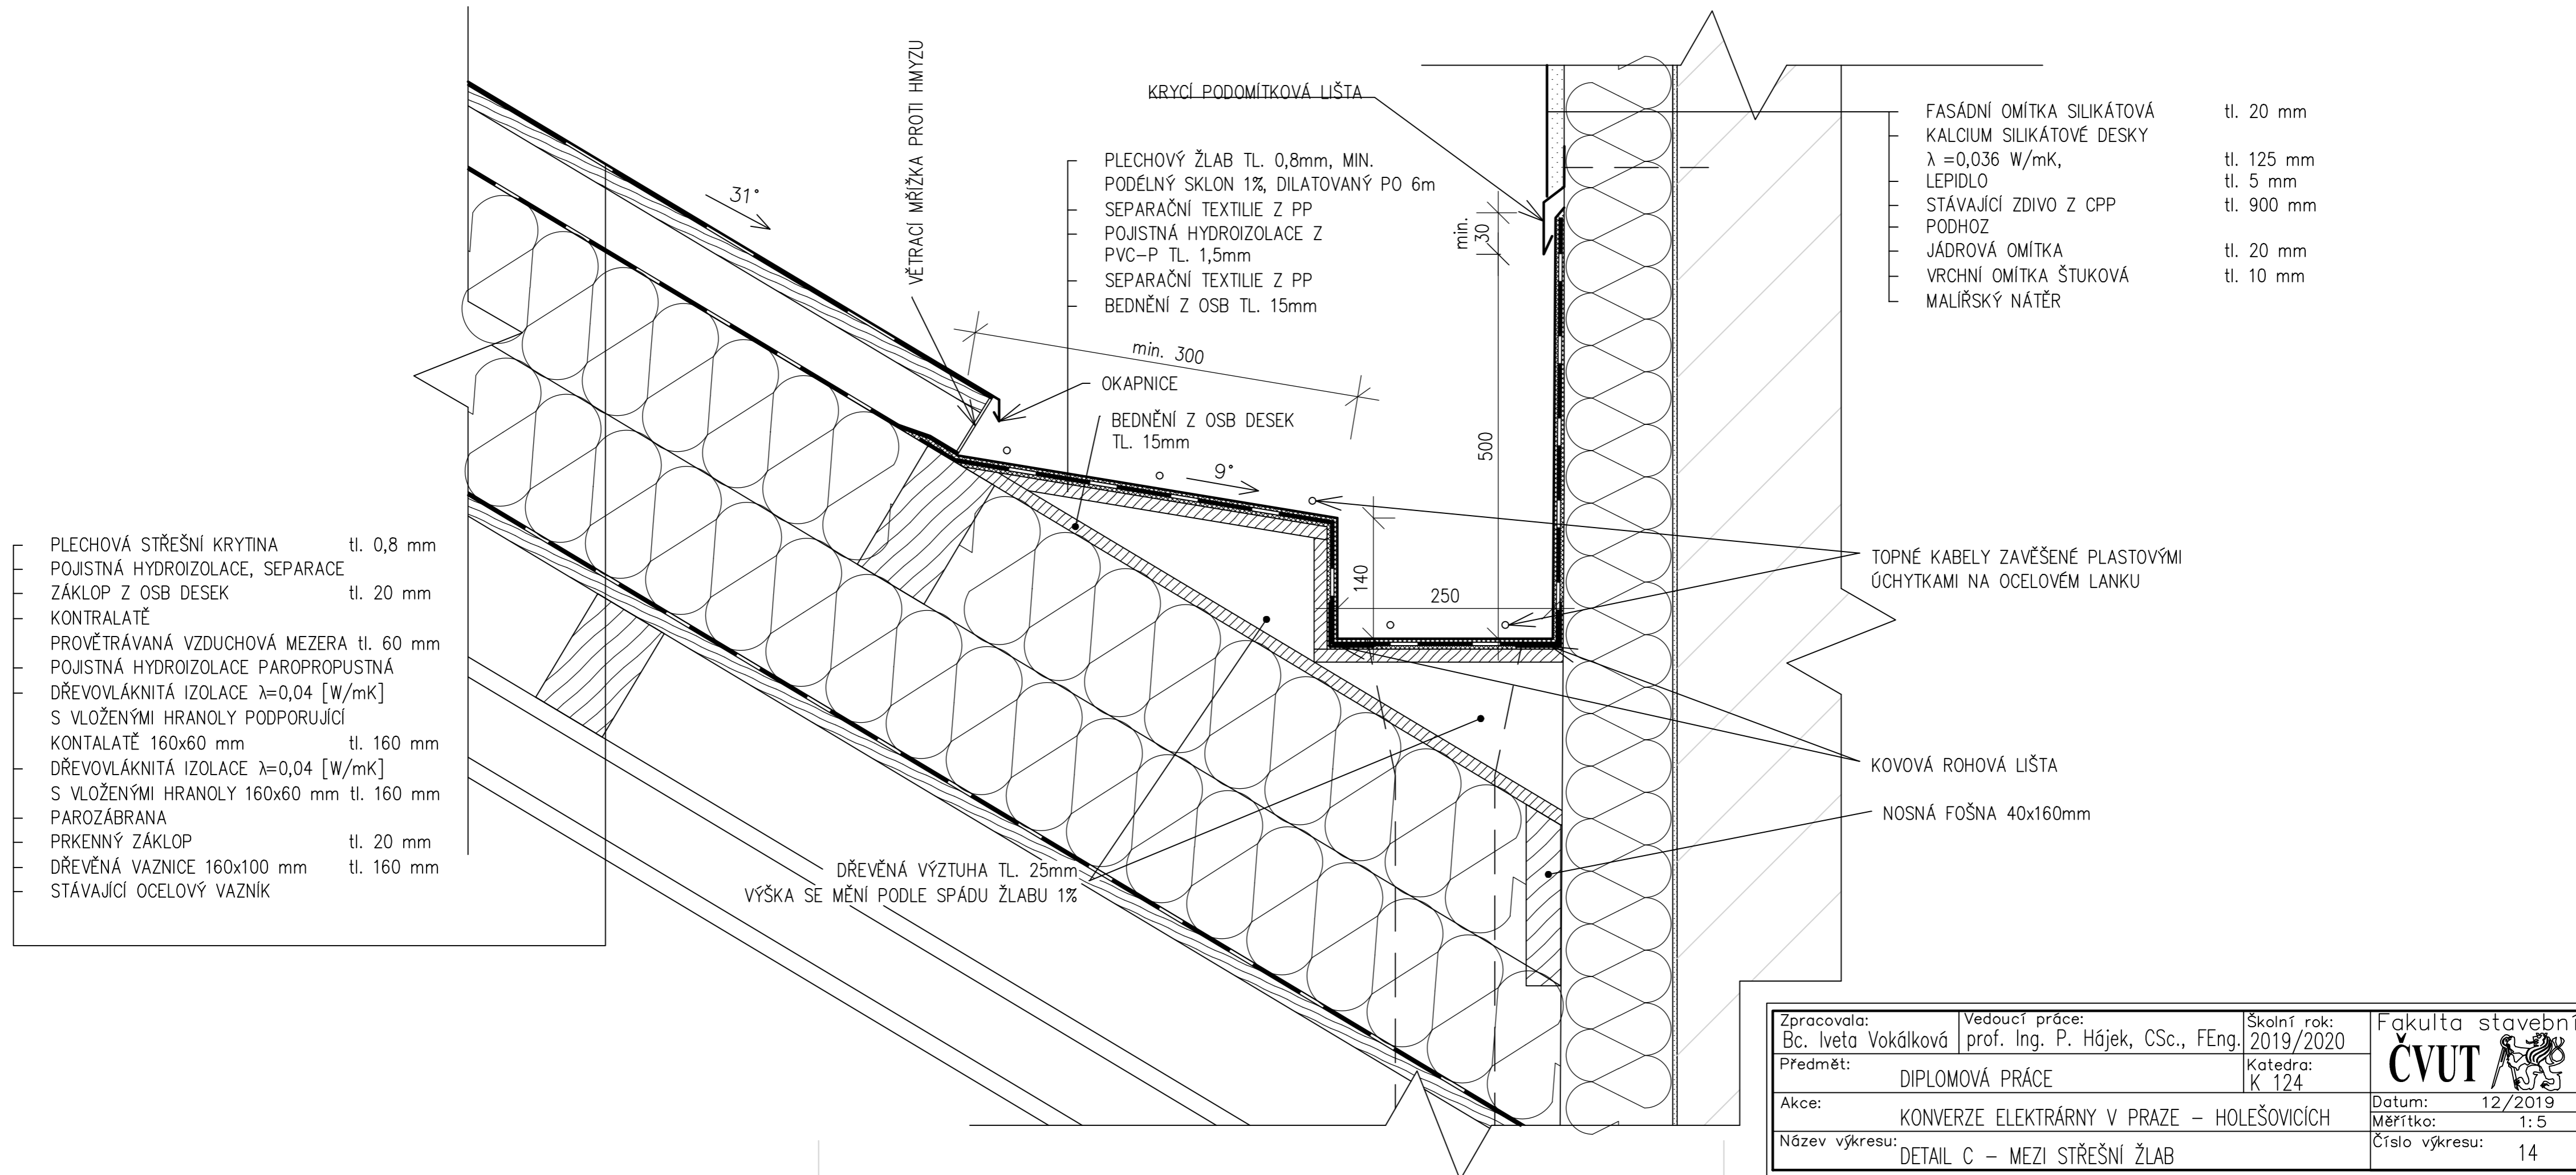 VĚTRACÍ MŘÍŽKA PROTI HMYZU
31°
KRYCÍ PODOMÍTKOVÁ LIŠTA
PLECHOVÝ ŽLAB TL. 0,8mm, MIN.
PODÉLNÝ SKLON 1%, DILATOVANÝ PO 6m
SEPARAČNÍ TEXTILIE Z PP
POJISTNÁ HYDROIZOLACE Z
PVC-P TL. 1,5mm
SEPARAČNÍ TEXTILIE Z PP
BEDNĚNÍ Z OSB TL. 15mm
FASÁDNÍ OMÍTKA SILIKÁTOVÁ tl. 20 mm
KALCIUM SILIKÁTOVÉ DESKY
λ =0,036 W/mK, tl. 125 mm
LEPIDLO tl. 5 mm
STÁVAJÍCÍ ZDIVO Z CPP tl. 900 mm
PODHOZ
JÁDROVÁ OMÍTKA tl. 20 mm
VRCHNÍ OMÍTKA ŠTUKOVÁ tl. 10 mm
MALÍŘSKÝ NÁTĚR
min.
30
min. 300
OKAPNICE
BEDNĚNÍ Z OSB DESEK
TL. 15mm
9°
500
140
250
TOPNÉ KABELY ZAVĚŠENÉ PLASTOVÝMI
ÚCHYTKAMI NA OCELOVÉM LANKU
KOVOVÁ ROHOVÁ LIŠTA
NOSNÁ FOŠNA 40x160mm
PLECHOVÁ STŘEŠNÍ KRYTINA tl. 0,8 mm
POJISTNÁ HYDROIZOLACE, SEPARACE
ZÁKLOP Z OSB DESEK tl. 20 mm
KONTRALATĚ
PROVĚTRÁVANÁ VZDUCHOVÁ MEZERA tl. 60 mm
POJISTNÁ HYDROIZOLACE PAROPROPUSTNÁ
DŘEVOVLÁKNITÁ IZOLACE λ=0,04 [W/mK]
S VLOŽENÝMI HRANOLY PODPORUJÍCÍ
KONTALATĚ 160x60 mm tl. 160 mm
DŘEVOVLÁKNITÁ IZOLACE λ=0,04 [W/mK]
S VLOŽENÝMI HRANOLY 160x60 mm tl. 160 mm
PAROZÁBRANA
PRKENNÝ ZÁKLOP tl. 20 mm
DŘEVĚNÁ VAZNICE 160x100 mm tl. 160 mm
STÁVAJÍCÍ OCELOVÝ VAZNÍK
DŘEVĚNÁ VÝZTUHA TL. 25mm
VÝŠKA SE MĚNÍ PODLE SPÁDU ŽLABU 1%
Zpracovala:
Bc. Iveta Vokálková
Vedoucí práce:
prof. Ing. P. Hájek, CSc., FEng.
Školní rok:
2019/2020
Fakulta stavební
ČVUT
Předmět:
DIPLOMOVÁ PRÁCE
Katedra:
K 124
Akce:
KONVERZE ELEKTRÁRNY V PRAZE – HOLEŠOVICÍCH
Datum: 12/2019
Měřítko: 1:5
Název výkresu:
DETAIL C – MEZI STŘEŠNÍ ŽLAB
Číslo výkresu: 14